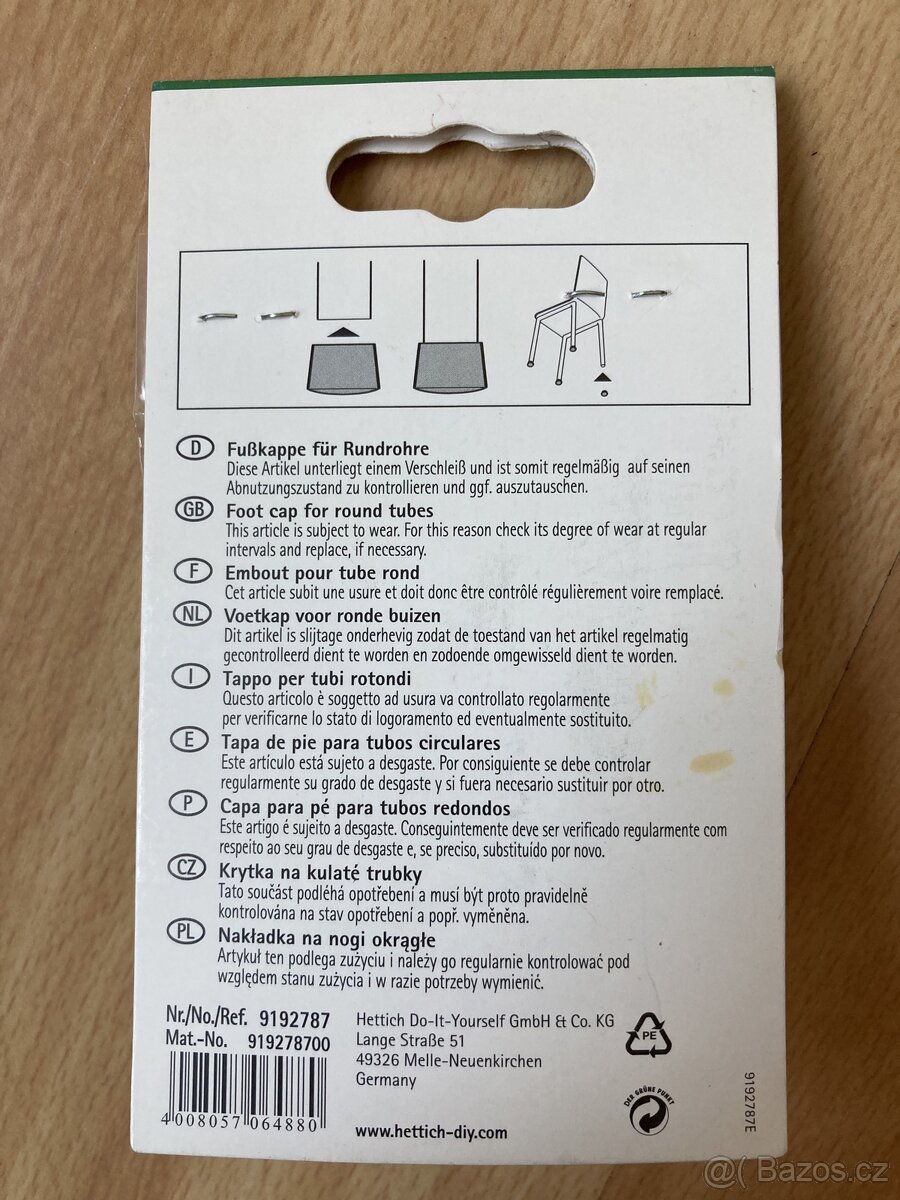 D Fußkappe für Rundrohre
Diese Artikel unterliegt einem Verschleiß und ist somit regelmäßig auf seinen
Abnutzungszustand zu kontrollieren und ggf. auszutauschen.
GB Foot cap for round tubes
This article is subject to wear. For this reason check its degree of wear at regular
intervals and replace, if necessary.
F Embout pour tube rond
Cet article subit une usure et doit donc être contrôlé régulièrement voire remplacé.
NL Voetkap voor ronde buizen
Dit artikel is slijtage onderhevig zodat de toestand van het artikel regelmatig
gecontrolleerd dient te worden en zodoende omgewisseld dient te worden.
I Tappo per tubi rotondi
Questo articolo è soggetto ad usura va controllato regolarmente
per verificarne lo stato di logoramento ed eventualmente sostituito.
E Tapa de pie para tubos circulares
Este artículo está sujeto a desgaste. Por consiguiente se debe controlar
regularmente su grado de desgaste y si fuera necesario sustituir por otro.
P Capa para pé para tubos redondos
Este artigo é sujeito a desgaste. Conseguintemente deve ser verificado regularmente com
respeito ao seu grau de desgaste e, se preciso, substituído por novo.
CZ Krytka na kulaté trubky
Tato součást podléhá opotřebení a musí být proto pravidelně
kontrolována na stav opotřebení a popř. vyměněna.
PL Nakładka na nogi okrągłe
Artykuł ten podlega zużyciu i należy go regularnie kontrolować pod
względem stanu zużycia i w razie potrzeby wymienić.
Nr./No./Ref. 9192787
Mat.-No. 919278700
4 008057 064880
Hettich Do-It-Yourself GmbH & Co. KG
Lange Straße 51
49326 Melle-Neuenkirchen
Germany
www.hettich-diy.com
PE
DER GRÜNE PUNKT
9192787E
@( Bazos.cz